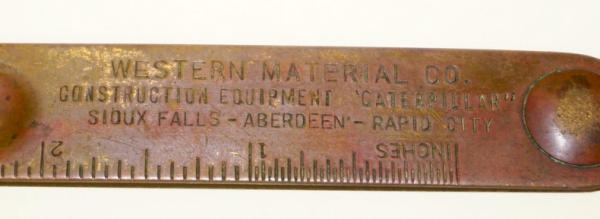 WESTERN MATERIAL CO.
CONSTRUCTION EQUIPMENT "CATERPILLAR"
SIOUX FALLS - ABERDEEN - RAPID CITY
2 1 INCHES